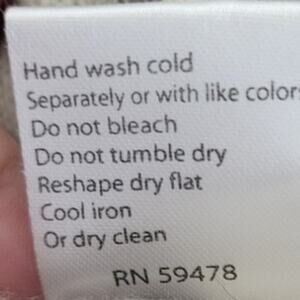 Hand wash cold
Separately or with like color
Do not bleach
Do not tumble dry
Reshape dry flat
Cool iron
Or dry clean
RN 59478